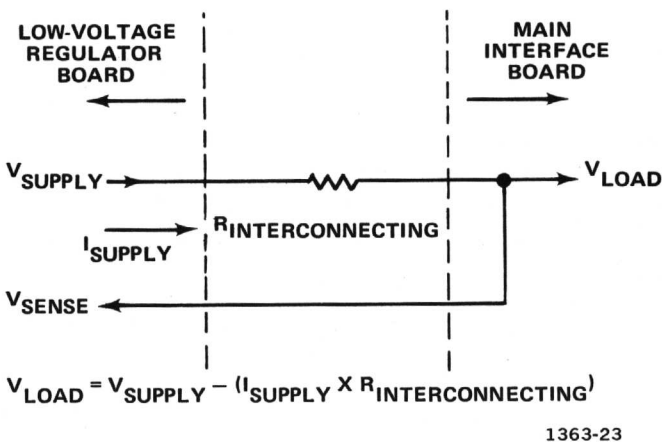 LOW-VOLTAGE
REGULATOR
BOARD
MAIN
INTERFACE
BOARD
VSUPPLY
VLOAD
ISUPPLY
RINTERCONNECTING
VSENSE
VLOAD = VSUPPLY – (ISUPPLY X RINTERCONNECTING)
1363-23